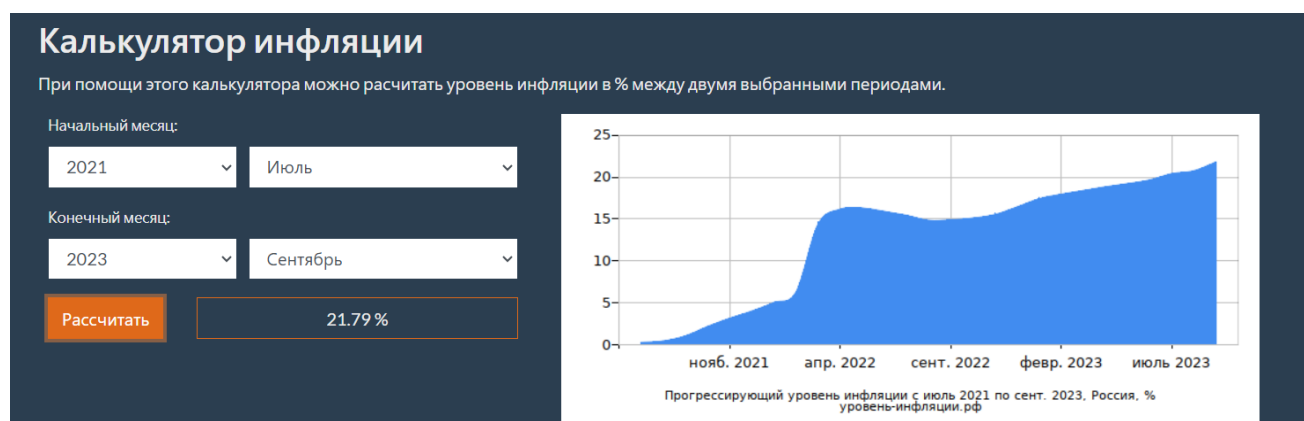 Калькулятор инфляции
При помощи этого калькулятора можно расчитать уровень инфляции в % между двумя выбранными периодами.
Начальный месяц:
2021
Июль
Конечный месяц:
2023
Сентябрь
Рассчитать
21.79 %
25
20
15
10
5
0
нояб. 2021 апр. 2022 сент. 2022 февр. 2023 июль 2023
Прогрессирующий уровень инфляции с июль 2021 по сент. 2023, Россия, %
уровень-инфляции.рф